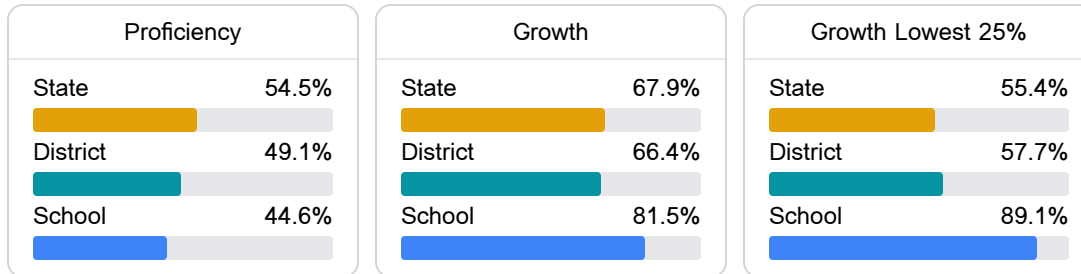 Proficiency
State 54.5%
District 49.1%
School 44.6%
Growth
State 67.9%
District 66.4%
School 81.5%
Growth Lowest 25%
State 55.4%
District 57.7%
School 89.1%